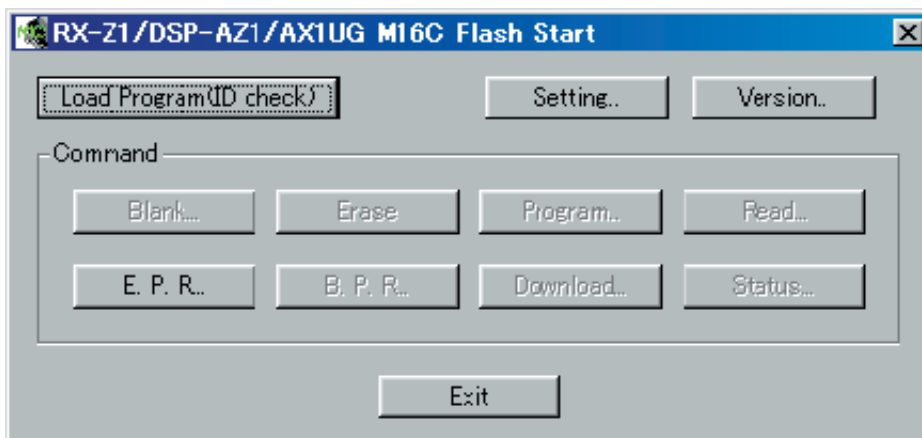 RX-Z1/DSP-AZ1/AX1UG M16C Flash Start
Load Program(ID check) Setting.. Version..
Command
Blank... Erase Program.. Read...
E. P. R... B. P. R... Download... Status...
Exit